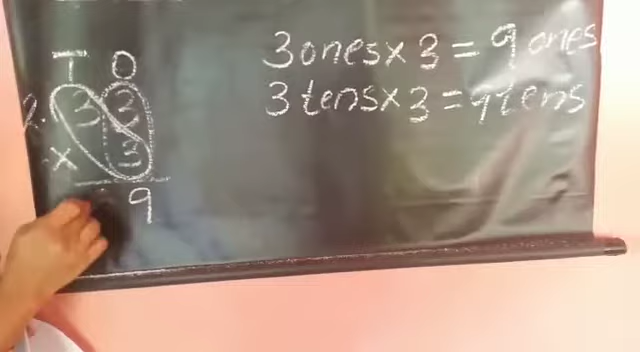 T O
2. 3 3
× 3
9
3 ones × 3 = 9 ones
3 tens × 3 = 9 tens